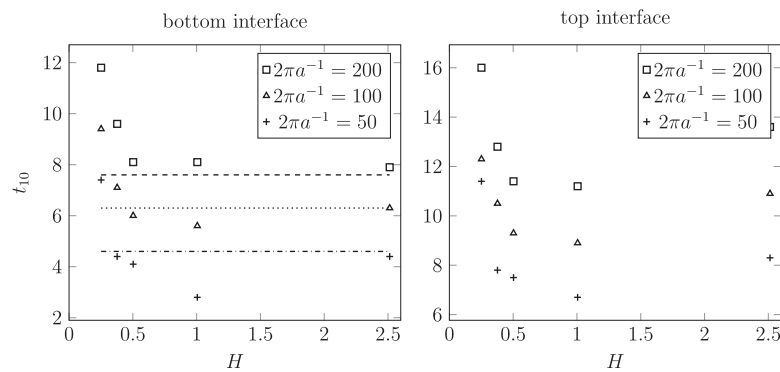 bottom interface
12
10
8
6
4
2
t₁₀
0
0.5
1
1.5
2
2.5
H
□ 2πa⁻¹ = 200
△ 2πa⁻¹ = 100
+ 2πa⁻¹ = 50
top interface
16
14
12
10
8
6
0
0.5
1
1.5
2
2.5
H
□ 2πa⁻¹ = 200
△ 2πa⁻¹ = 100
+ 2πa⁻¹ = 50